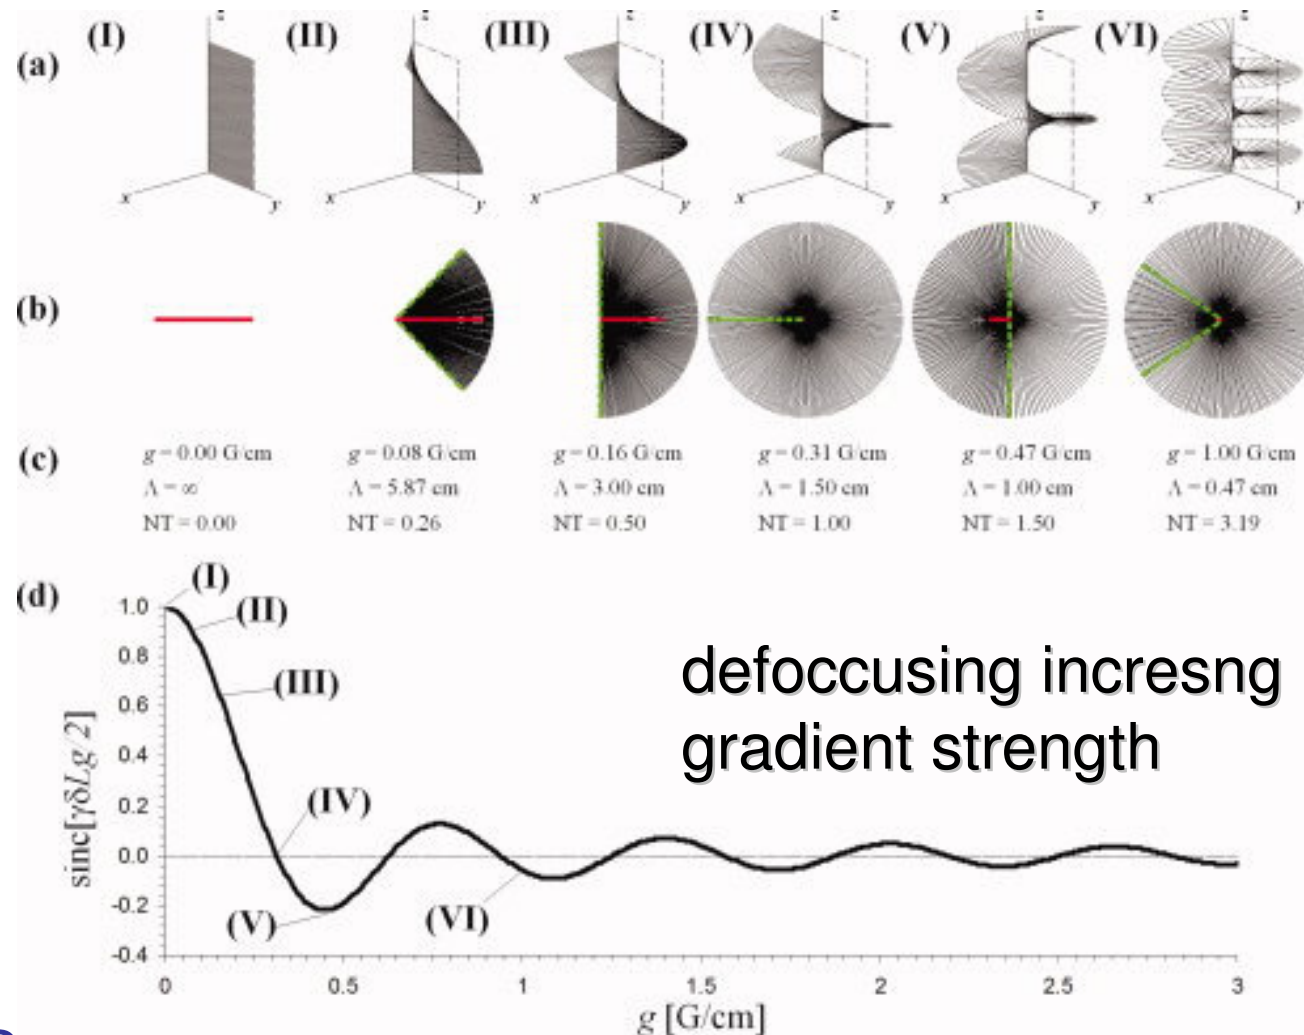 (I) (II) (III) (IV) (V) (VI)
(a)
z z z z z z
x y x y x y x y x y x y
(b)
(c)
g = 0.00 G/cm g = 0.08 G/cm g = 0.16 G/cm g = 0.31 G/cm g = 0.47 G/cm g = 1.00 G/cm
Λ = ∞ Λ = 5.87 cm Λ = 3.00 cm Λ = 1.50 cm Λ = 1.00 cm Λ = 0.47 cm
NT = 0.00 NT = 0.26 NT = 0.50 NT = 1.00 NT = 1.50 NT = 3.19
(d)
(I)
1.0
(II)
0.8
(III)
0.6
defoccusing incresng
gradient strength
0.4
0.2
(IV)
0.0
-0.2
(V) (VI)
-0.4
sinc[γδLg/2]
0 0.5 1 1.5 2 2.5 3
g [G/cm]